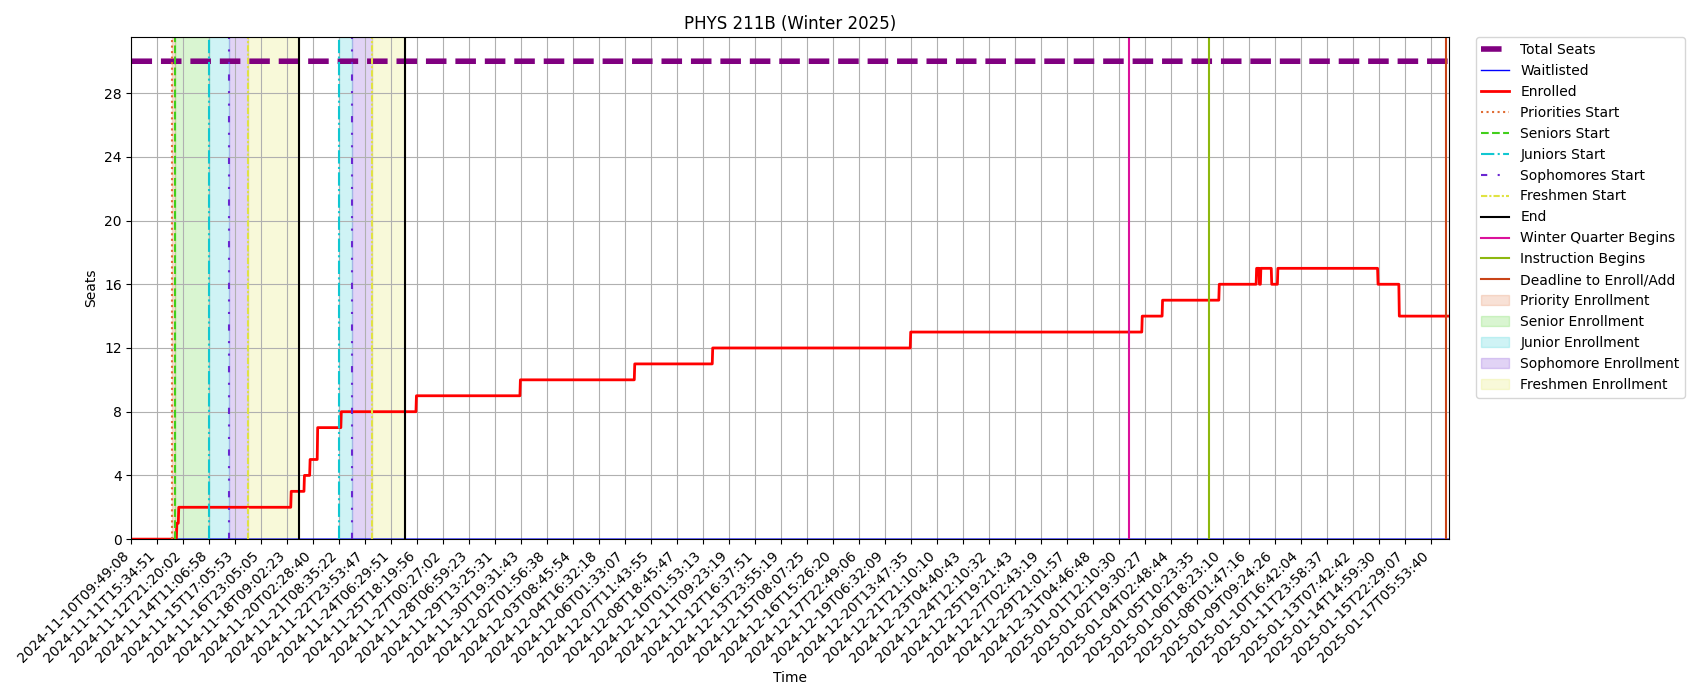 PHYS 211B (Winter 2025)
Seats
28
24
20
16
12
8
4
0
2024-11-10T09:49:08
2024-11-11T15:34:51
2024-11-12T21:20:02
2024-11-14T11:06:58
2024-11-15T17:05:53
2024-11-16T23:05:05
2024-11-18T09:02:23
2024-11-20T02:28:40
2024-11-21T08:35:22
2024-11-22T23:53:47
2024-11-24T06:29:51
2024-11-25T18:19:56
2024-11-27T00:27:02
2024-11-28T06:59:23
2024-11-29T13:25:31
2024-11-30T19:31:43
2024-12-02T01:56:38
2024-12-03T08:45:54
2024-12-04T16:32:18
2024-12-06T01:33:07
2024-12-07T11:43:55
2024-12-08T18:45:47
2024-12-10T01:53:13
2024-12-11T09:23:19
2024-12-12T16:37:51
2024-12-13T23:55:19
2024-12-15T08:07:25
2024-12-16T15:26:20
2024-12-17T22:49:06
2024-12-19T06:32:09
2024-12-20T13:47:35
2024-12-21T21:10:10
2024-12-23T04:40:43
2024-12-24T12:10:32
2024-12-25T19:21:43
2024-12-27T02:43:19
2024-12-29T21:01:57
2024-12-31T04:46:48
2025-01-01T12:10:30
2025-01-02T19:30:27
2025-01-04T02:48:44
2025-01-05T10:23:35
2025-01-06T18:23:10
2025-01-08T01:47:16
2025-01-09T09:24:26
2025-01-10T16:42:04
2025-01-11T23:58:37
2025-01-13T07:42:42
2025-01-14T14:59:30
2025-01-15T22:29:07
2025-01-17T05:53:40
Time
Total Seats
Waitlisted
Enrolled
Priorities Start
Seniors Start
Juniors Start
Sophomores Start
Freshmen Start
End
Winter Quarter Begins
Instruction Begins
Deadline to Enroll/Add
Priority Enrollment
Senior Enrollment
Junior Enrollment
Sophomore Enrollment
Freshmen Enrollment